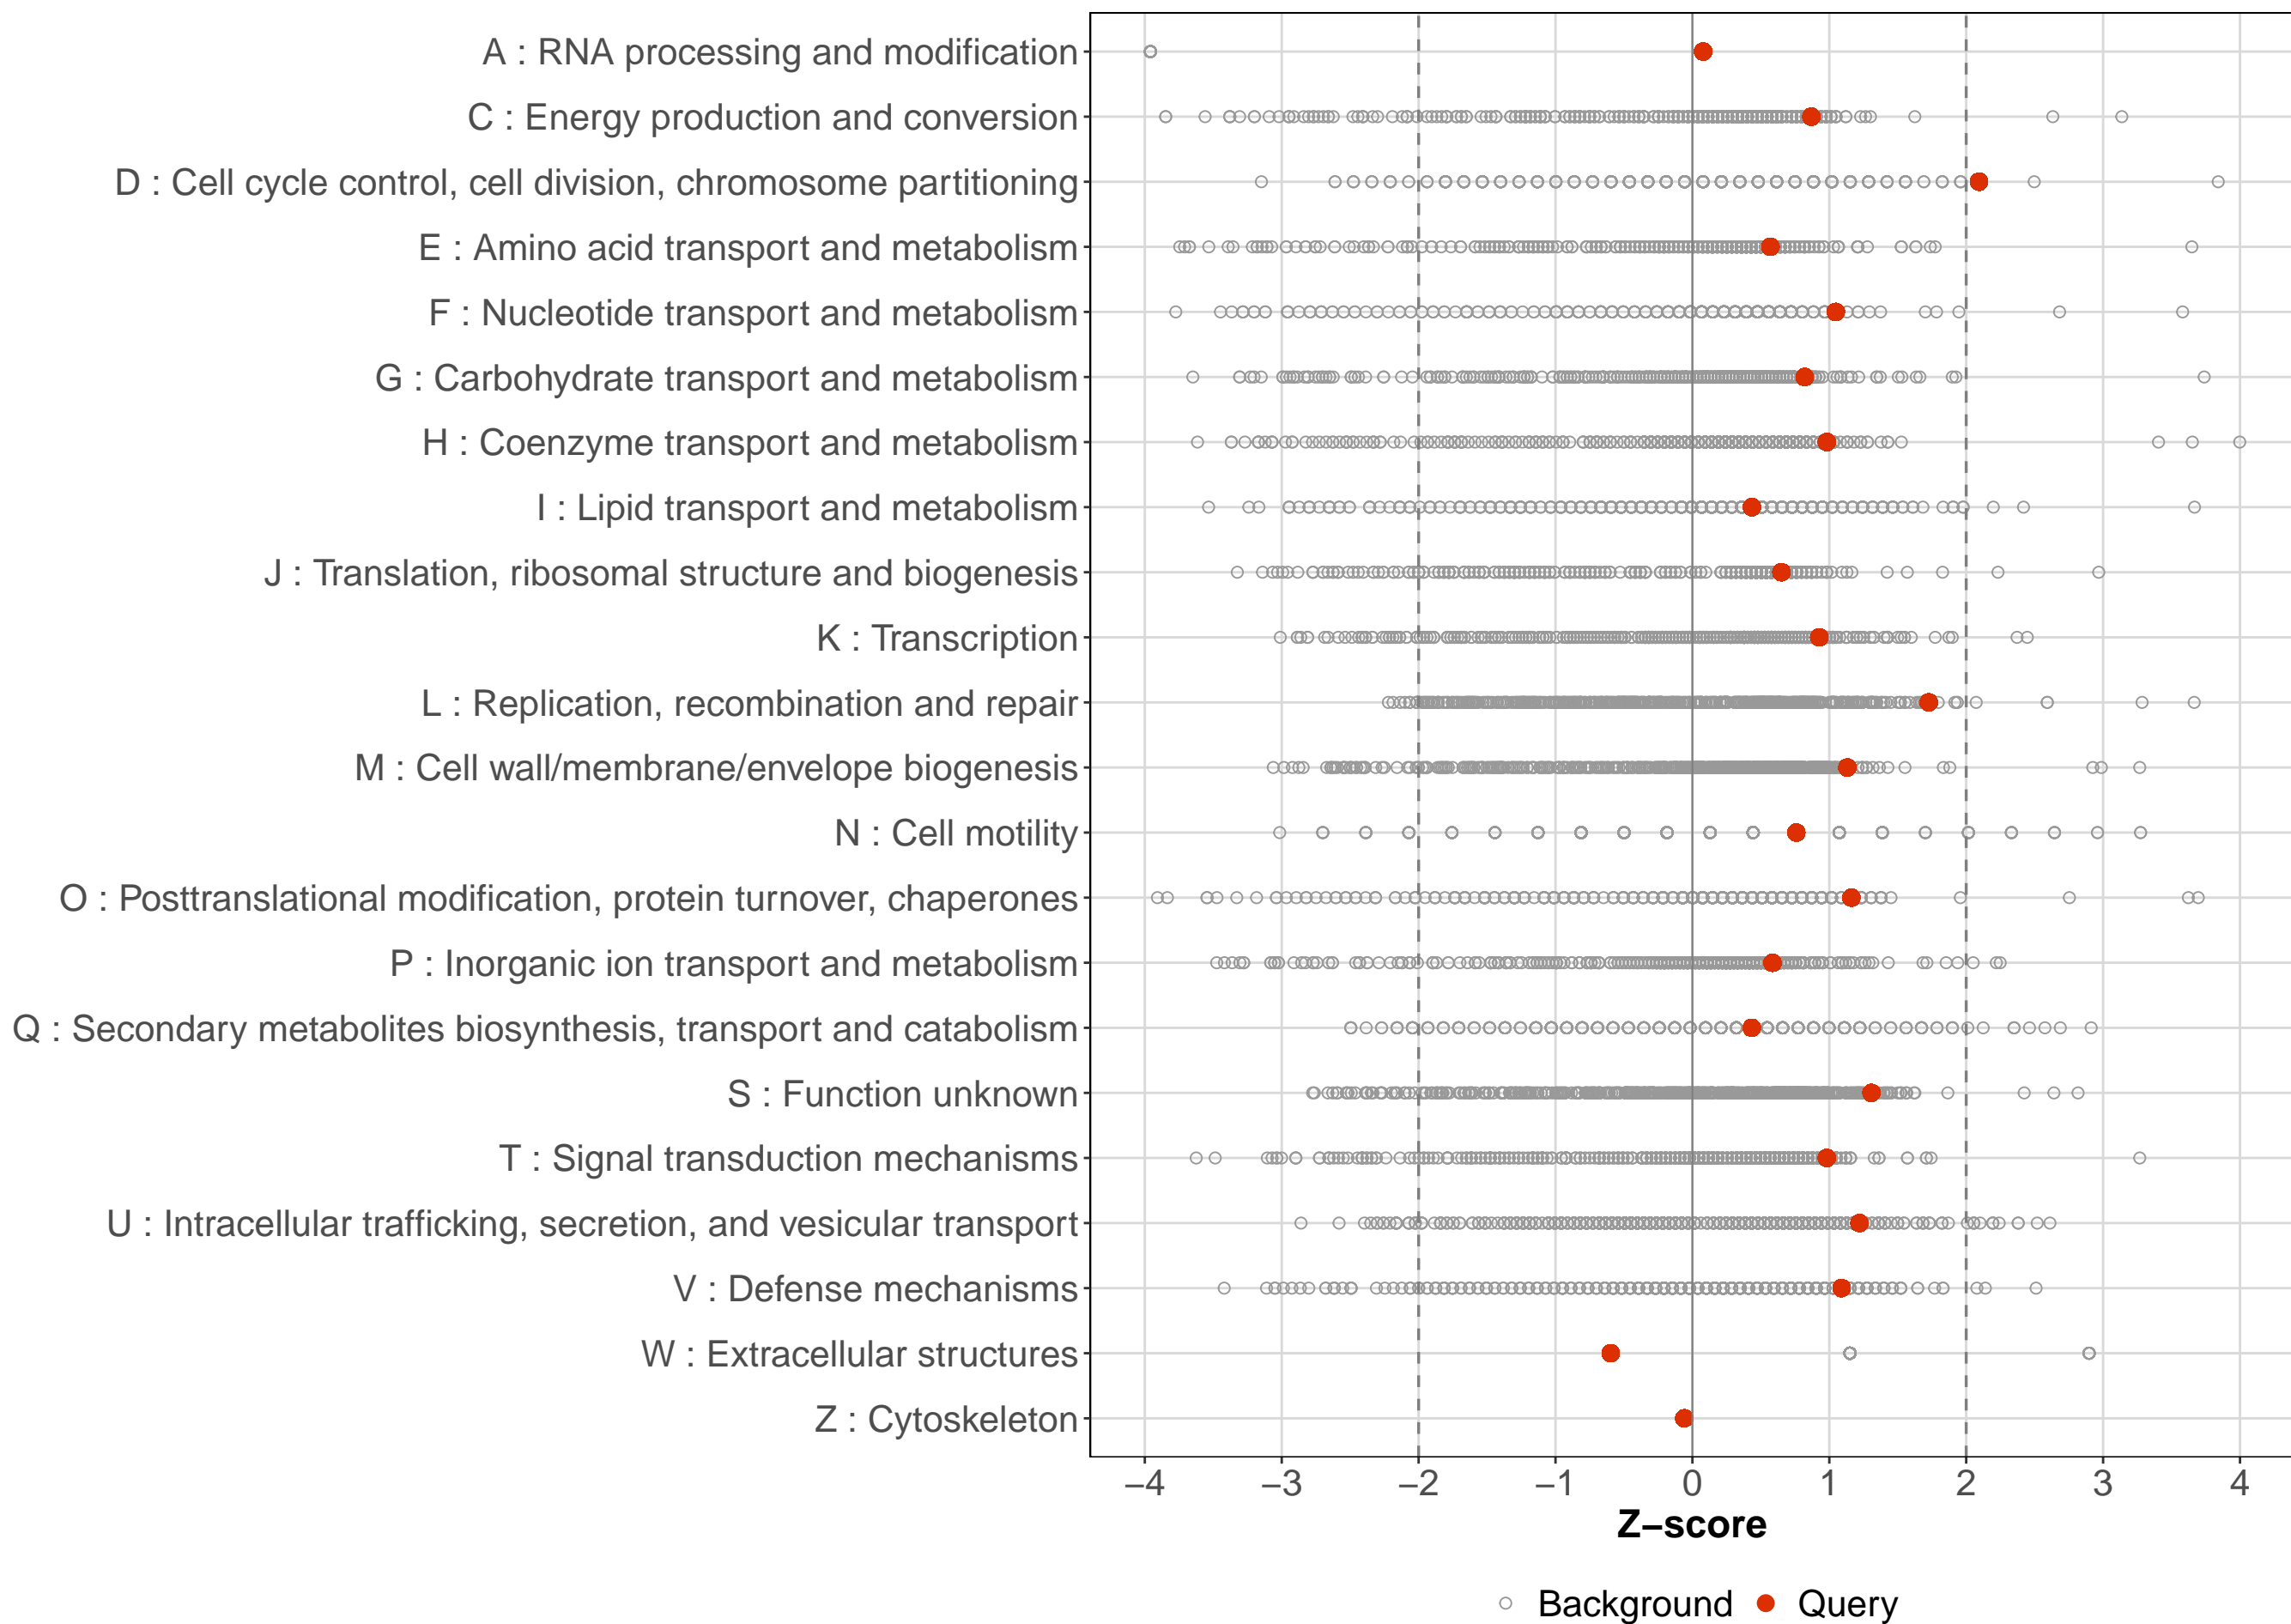 A : RNA processing and modification
C : Energy production and conversion
D : Cell cycle control, cell division, chromosome partitioning
E : Amino acid transport and metabolism
F : Nucleotide transport and metabolism
G : Carbohydrate transport and metabolism
H : Coenzyme transport and metabolism
I : Lipid transport and metabolism
J : Translation, ribosomal structure and biogenesis
K : Transcription
L : Replication, recombination and repair
M : Cell wall/membrane/envelope biogenesis
N : Cell motility
O : Posttranslational modification, protein turnover, chaperones
P : Inorganic ion transport and metabolism
Q : Secondary metabolites biosynthesis, transport and catabolism
S : Function unknown
T : Signal transduction mechanisms
U : Intracellular trafficking, secretion, and vesicular transport
V : Defense mechanisms
W : Extracellular structures
Z : Cytoskeleton
−4 −3 −2 −1 0 1 2 3 4
Z−score
Background Query